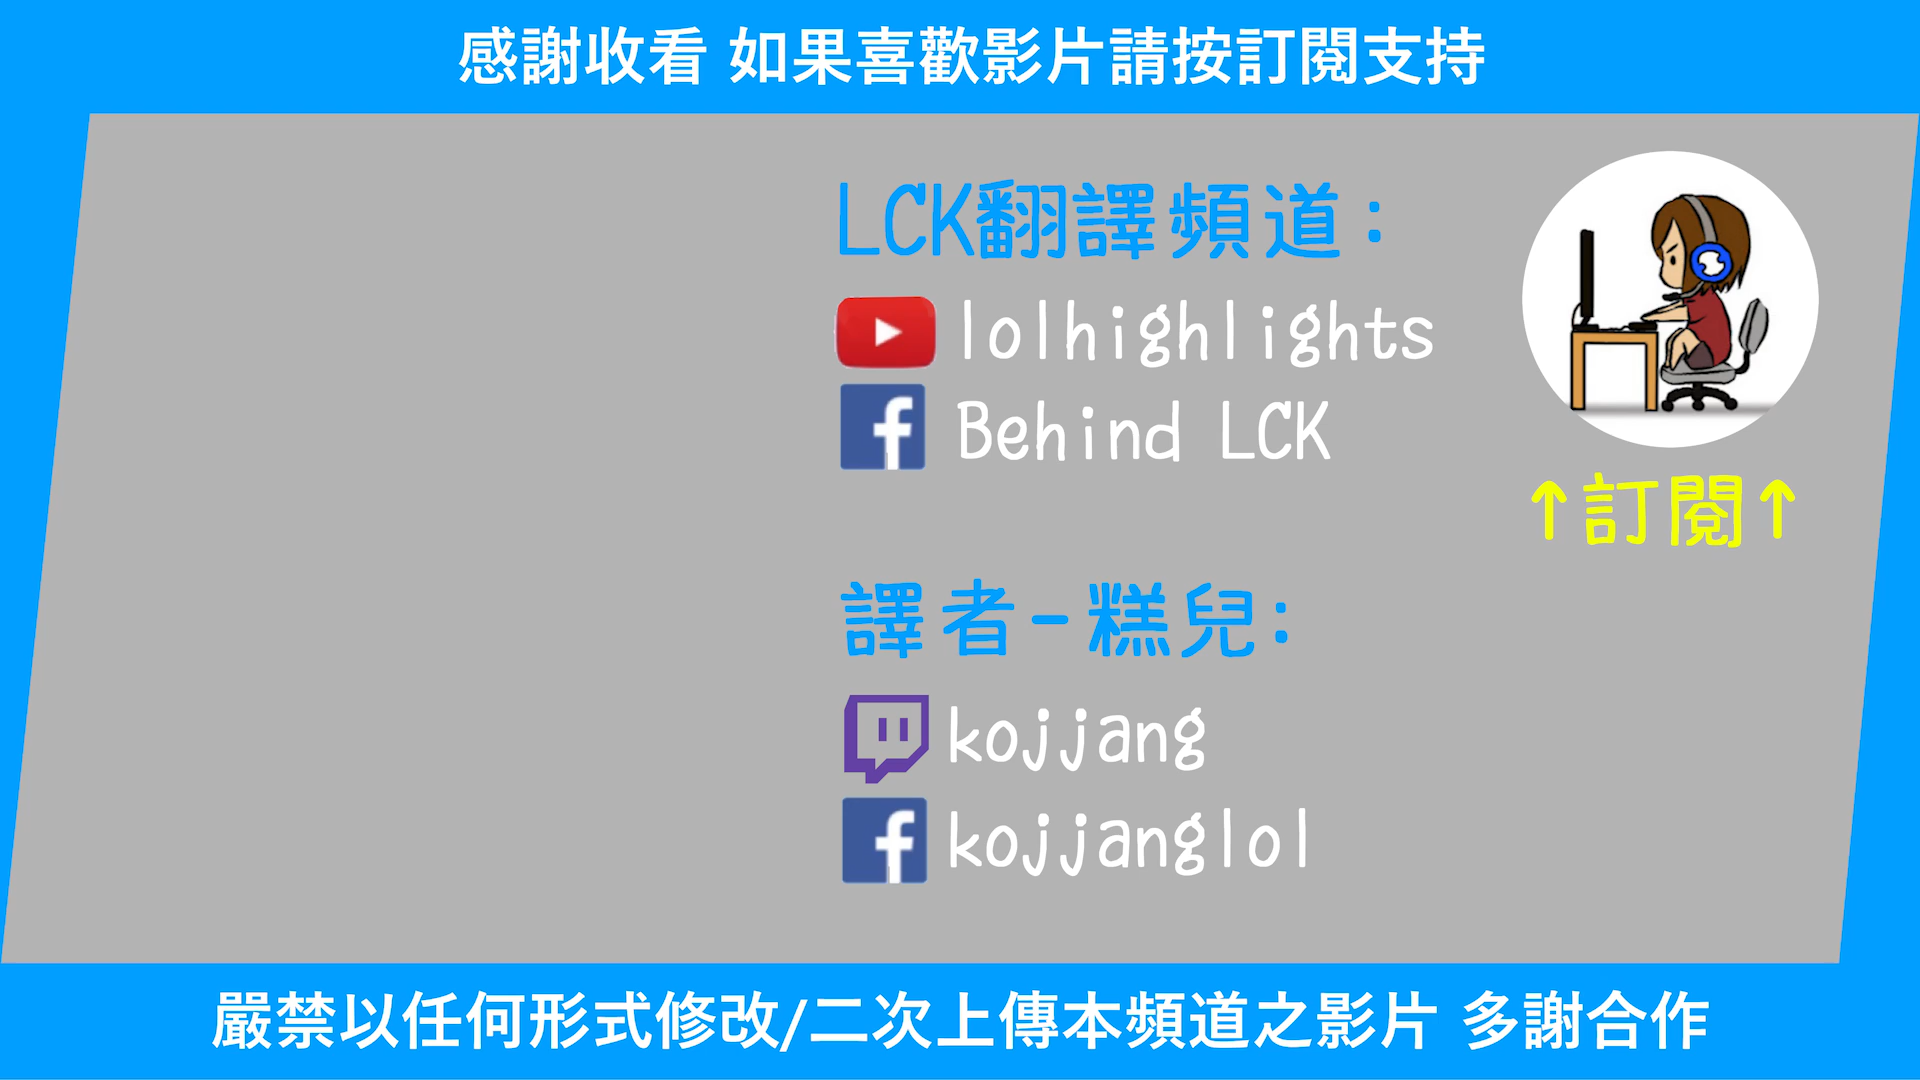 感謝收看 如果喜歡影片請按訂閱支持
LCK翻譯頻道:
lolhighlights
Behind LCK
↑訂閱↑
譯者-糕兒:
kojjang
kojjanglol
嚴禁以任何形式修改/二次上傳本頻道之影片 多謝合作